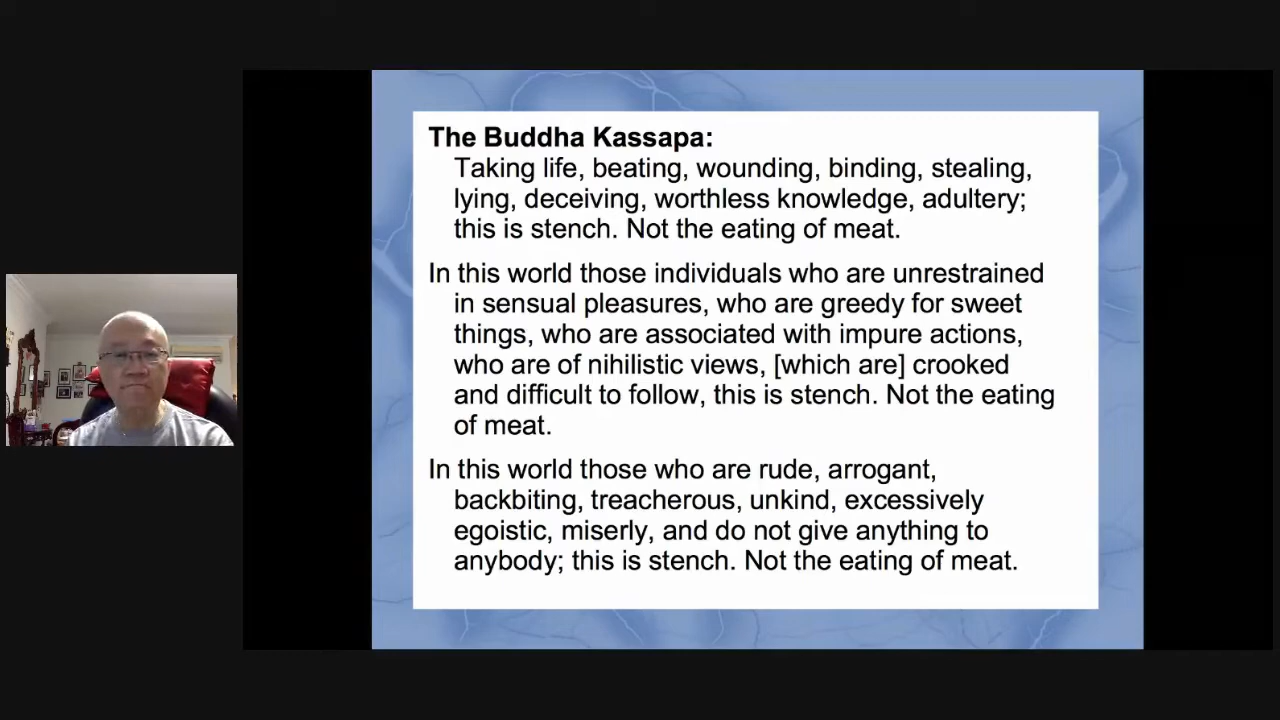 The Buddha Kassapa:
Taking life, beating, wounding, binding, stealing,
lying, deceiving, worthless knowledge, adultery;
this is stench. Not the eating of meat.
In this world those individuals who are unrestrained
in sensual pleasures, who are greedy for sweet
things, who are associated with impure actions,
who are of nihilistic views, [which are] crooked
and difficult to follow, this is stench. Not the eating
of meat.
In this world those who are rude, arrogant,
backbiting, treacherous, unkind, excessively
egoistic, miserly, and do not give anything to
anybody; this is stench. Not the eating of meat.